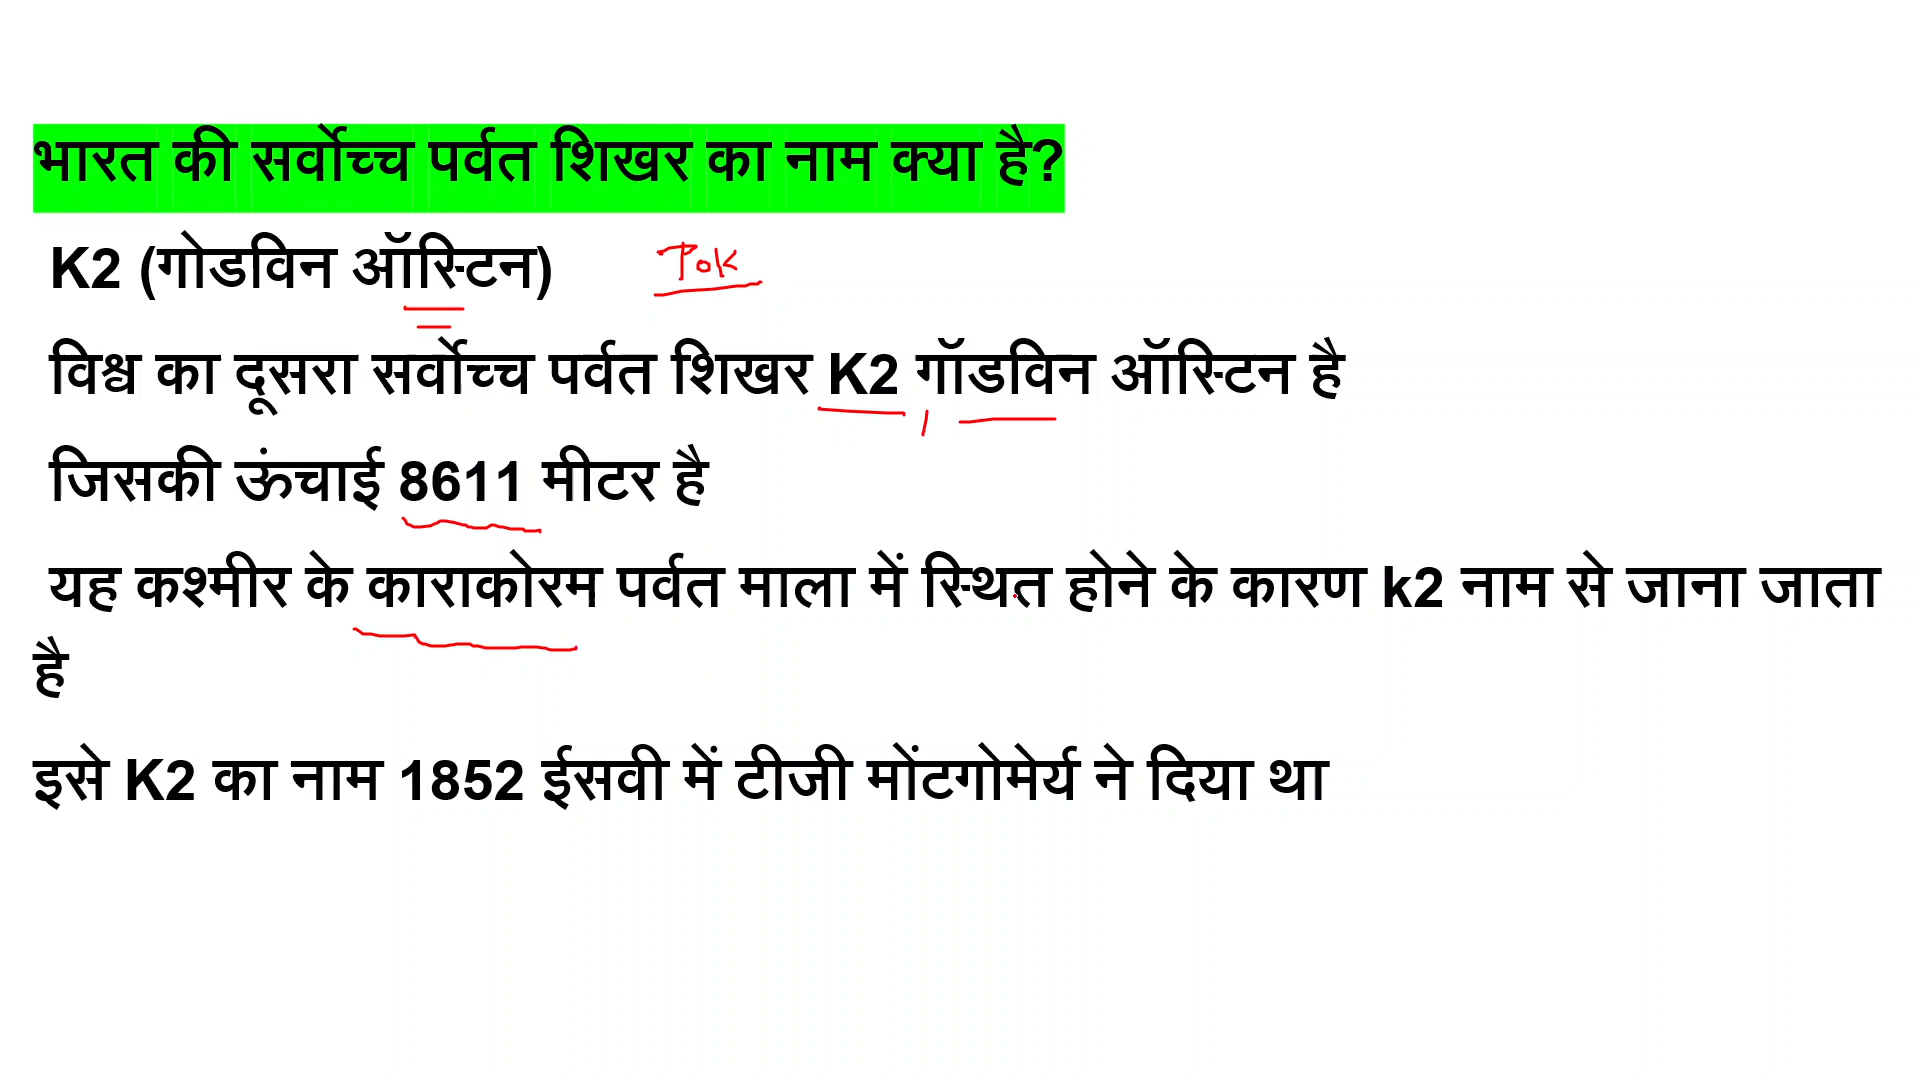 भारत की सर्वोच्च पर्वत शिखर का नाम क्या है?
K2 (गोडविन ऑस्टिन) Pok
विश्व का दूसरा सर्वोच्च पर्वत शिखर K2 गॉडविन ऑस्टिन है
जिसकी ऊंचाई 8611 मीटर है
यह कश्मीर के काराकोरम पर्वत माला में स्थित होने के कारण k2 नाम से जाना जाता
है
इसे K2 का नाम 1852 ईसवी में टीजी मोंटगोमेर्य ने दिया था